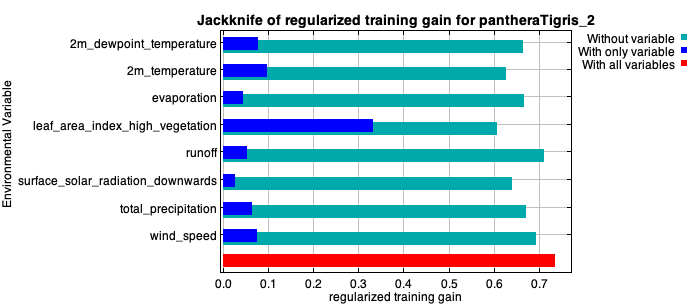 Jackknife of regularized training gain for pantheraTigris_2
Environmental Variable
2m_dewpoint_temperature
2m_temperature
evaporation
leaf_area_index_high_vegetation
runoff
surface_solar_radiation_downwards
total_precipitation
wind_speed
Without variable
With only variable
With all variables
0.0 0.1 0.2 0.3 0.4 0.5 0.6 0.7
regularized training gain